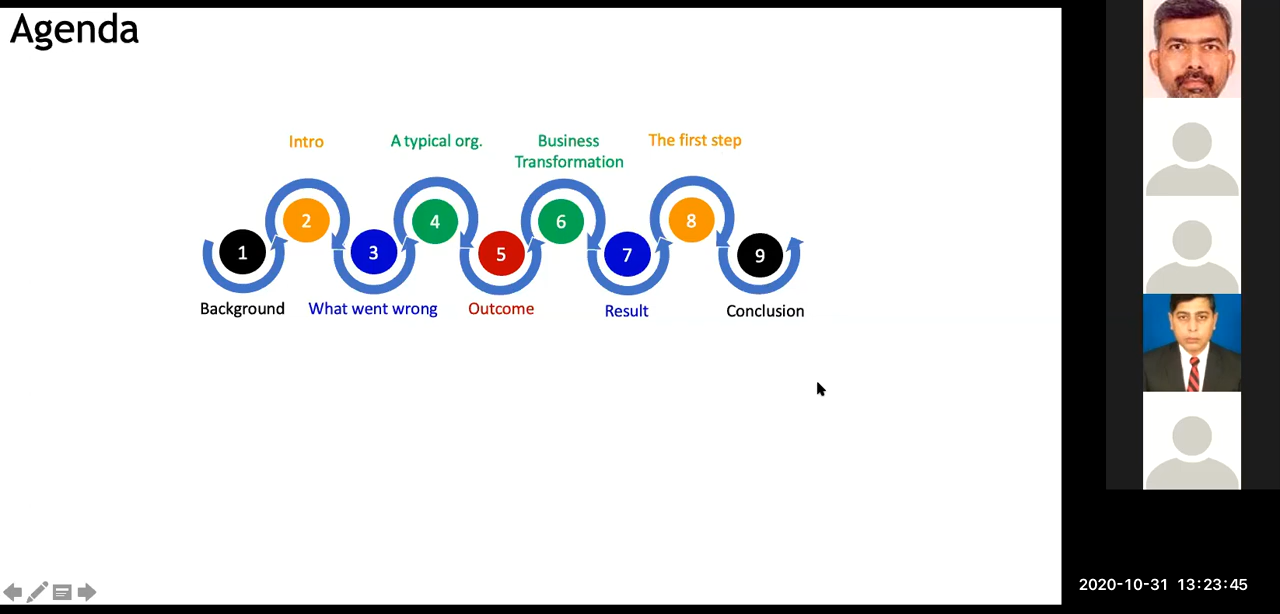 Agenda
Intro
A typical org.
Business
Transformation
The first step
1
2
3
4
5
6
7
8
9
Background
What went wrong
Outcome
Result
Conclusion
2020-10-31 13:23:45